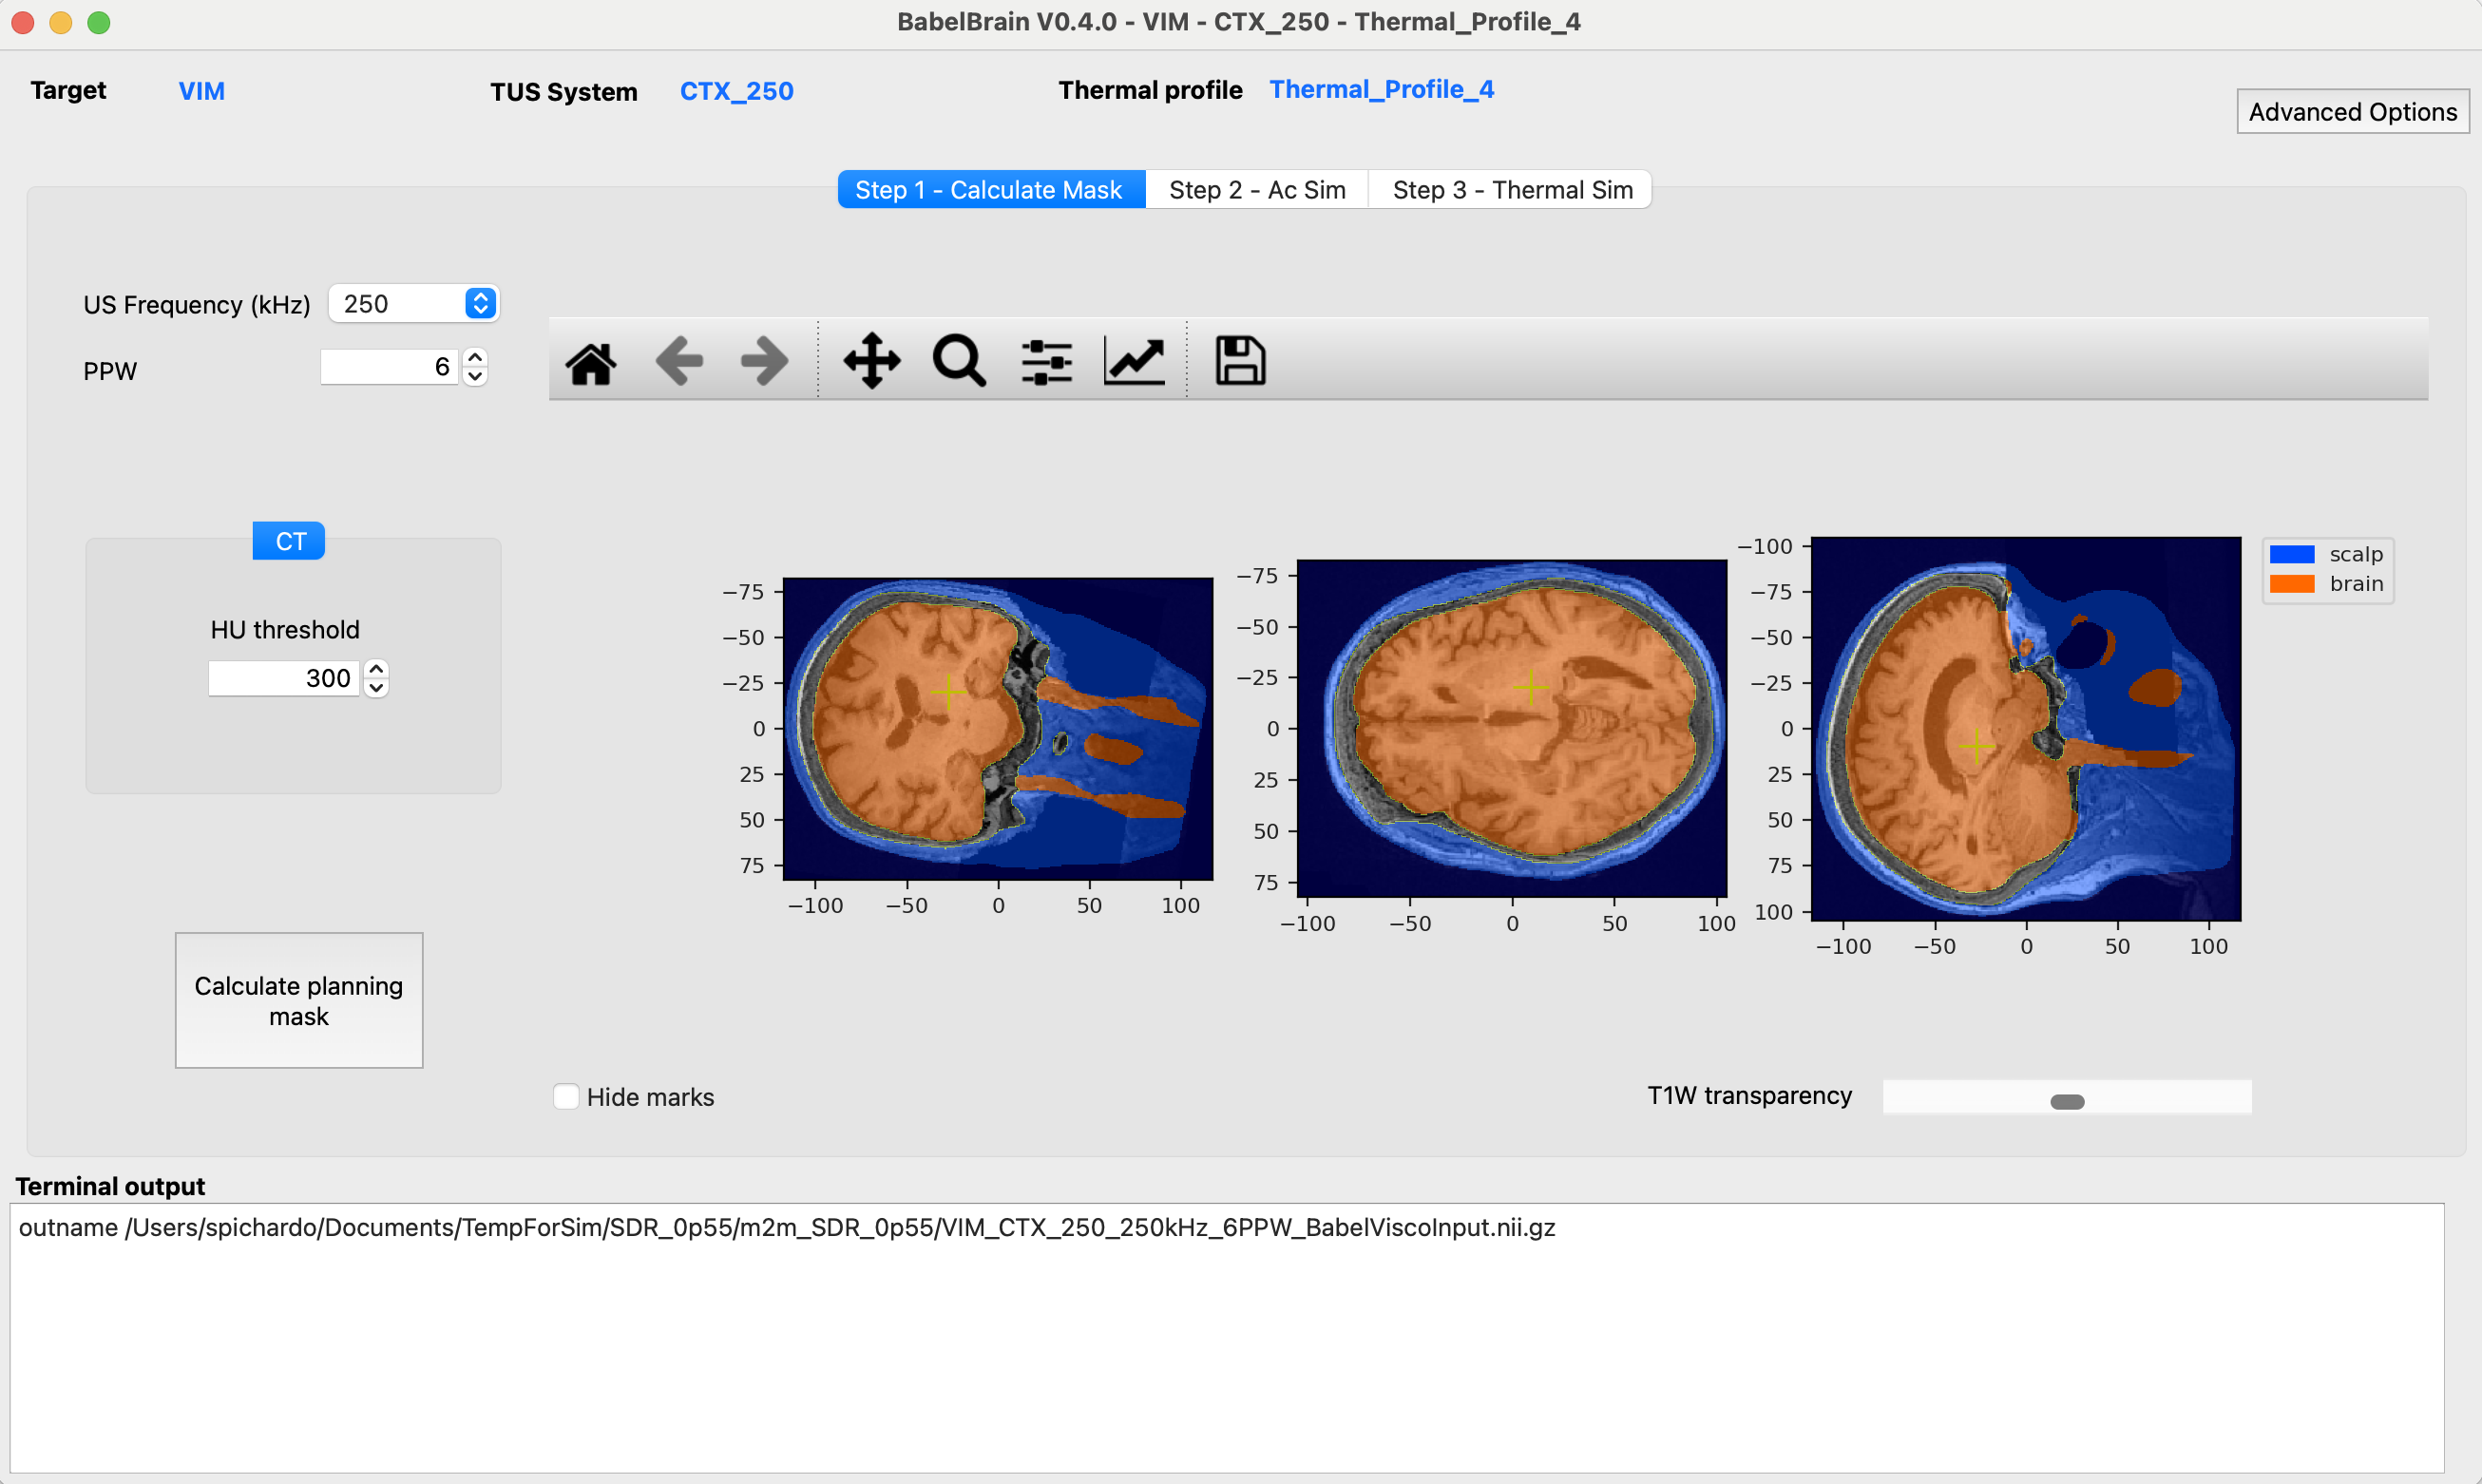 BabelBrain V0.4.0 - VIM - CTX_250 - Thermal_Profile_4
Target VIM TUS System CTX_250 Thermal profile Thermal_Profile_4
Advanced Options
Step 1 - Calculate Mask Step 2 - Ac Sim Step 3 - Thermal Sim
US Frequency (kHz) 250
PPW 6
CT
HU threshold
300
Calculate planning
mask
−75
−50
−25
0
25
50
75
−100 −50 0 50 100
−75
−50
−25
0
25
50
75
−100 −50 0 50 100
−100
−75
−50
−25
0
25
50
75
100
−100 −50 0 50 100
scalp
brain
Hide marks
T1W transparency
Terminal output
outname /Users/spichardo/Documents/TempForSim/SDR_0p55/m2m_SDR_0p55/VIM_CTX_250_250kHz_6PPW_BabelViscoInput.nii.gz